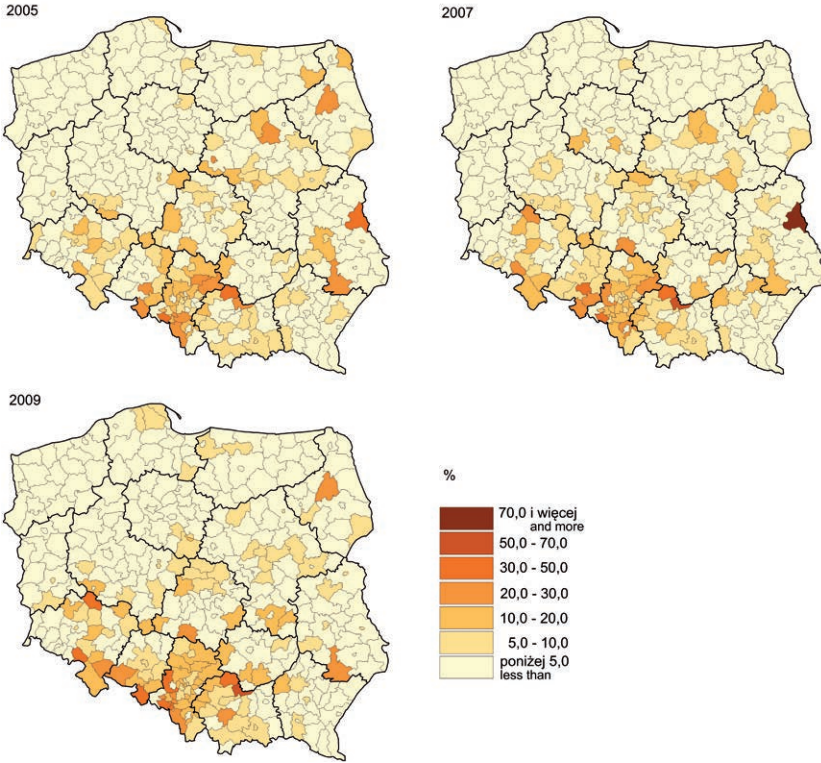 2005
2007
2009
%
70,0 i więcej
and more
50,0 - 70,0
30,0 - 50,0
20,0 - 30,0
10,0 - 20,0
5,0 - 10,0
poniżej 5,0
less than